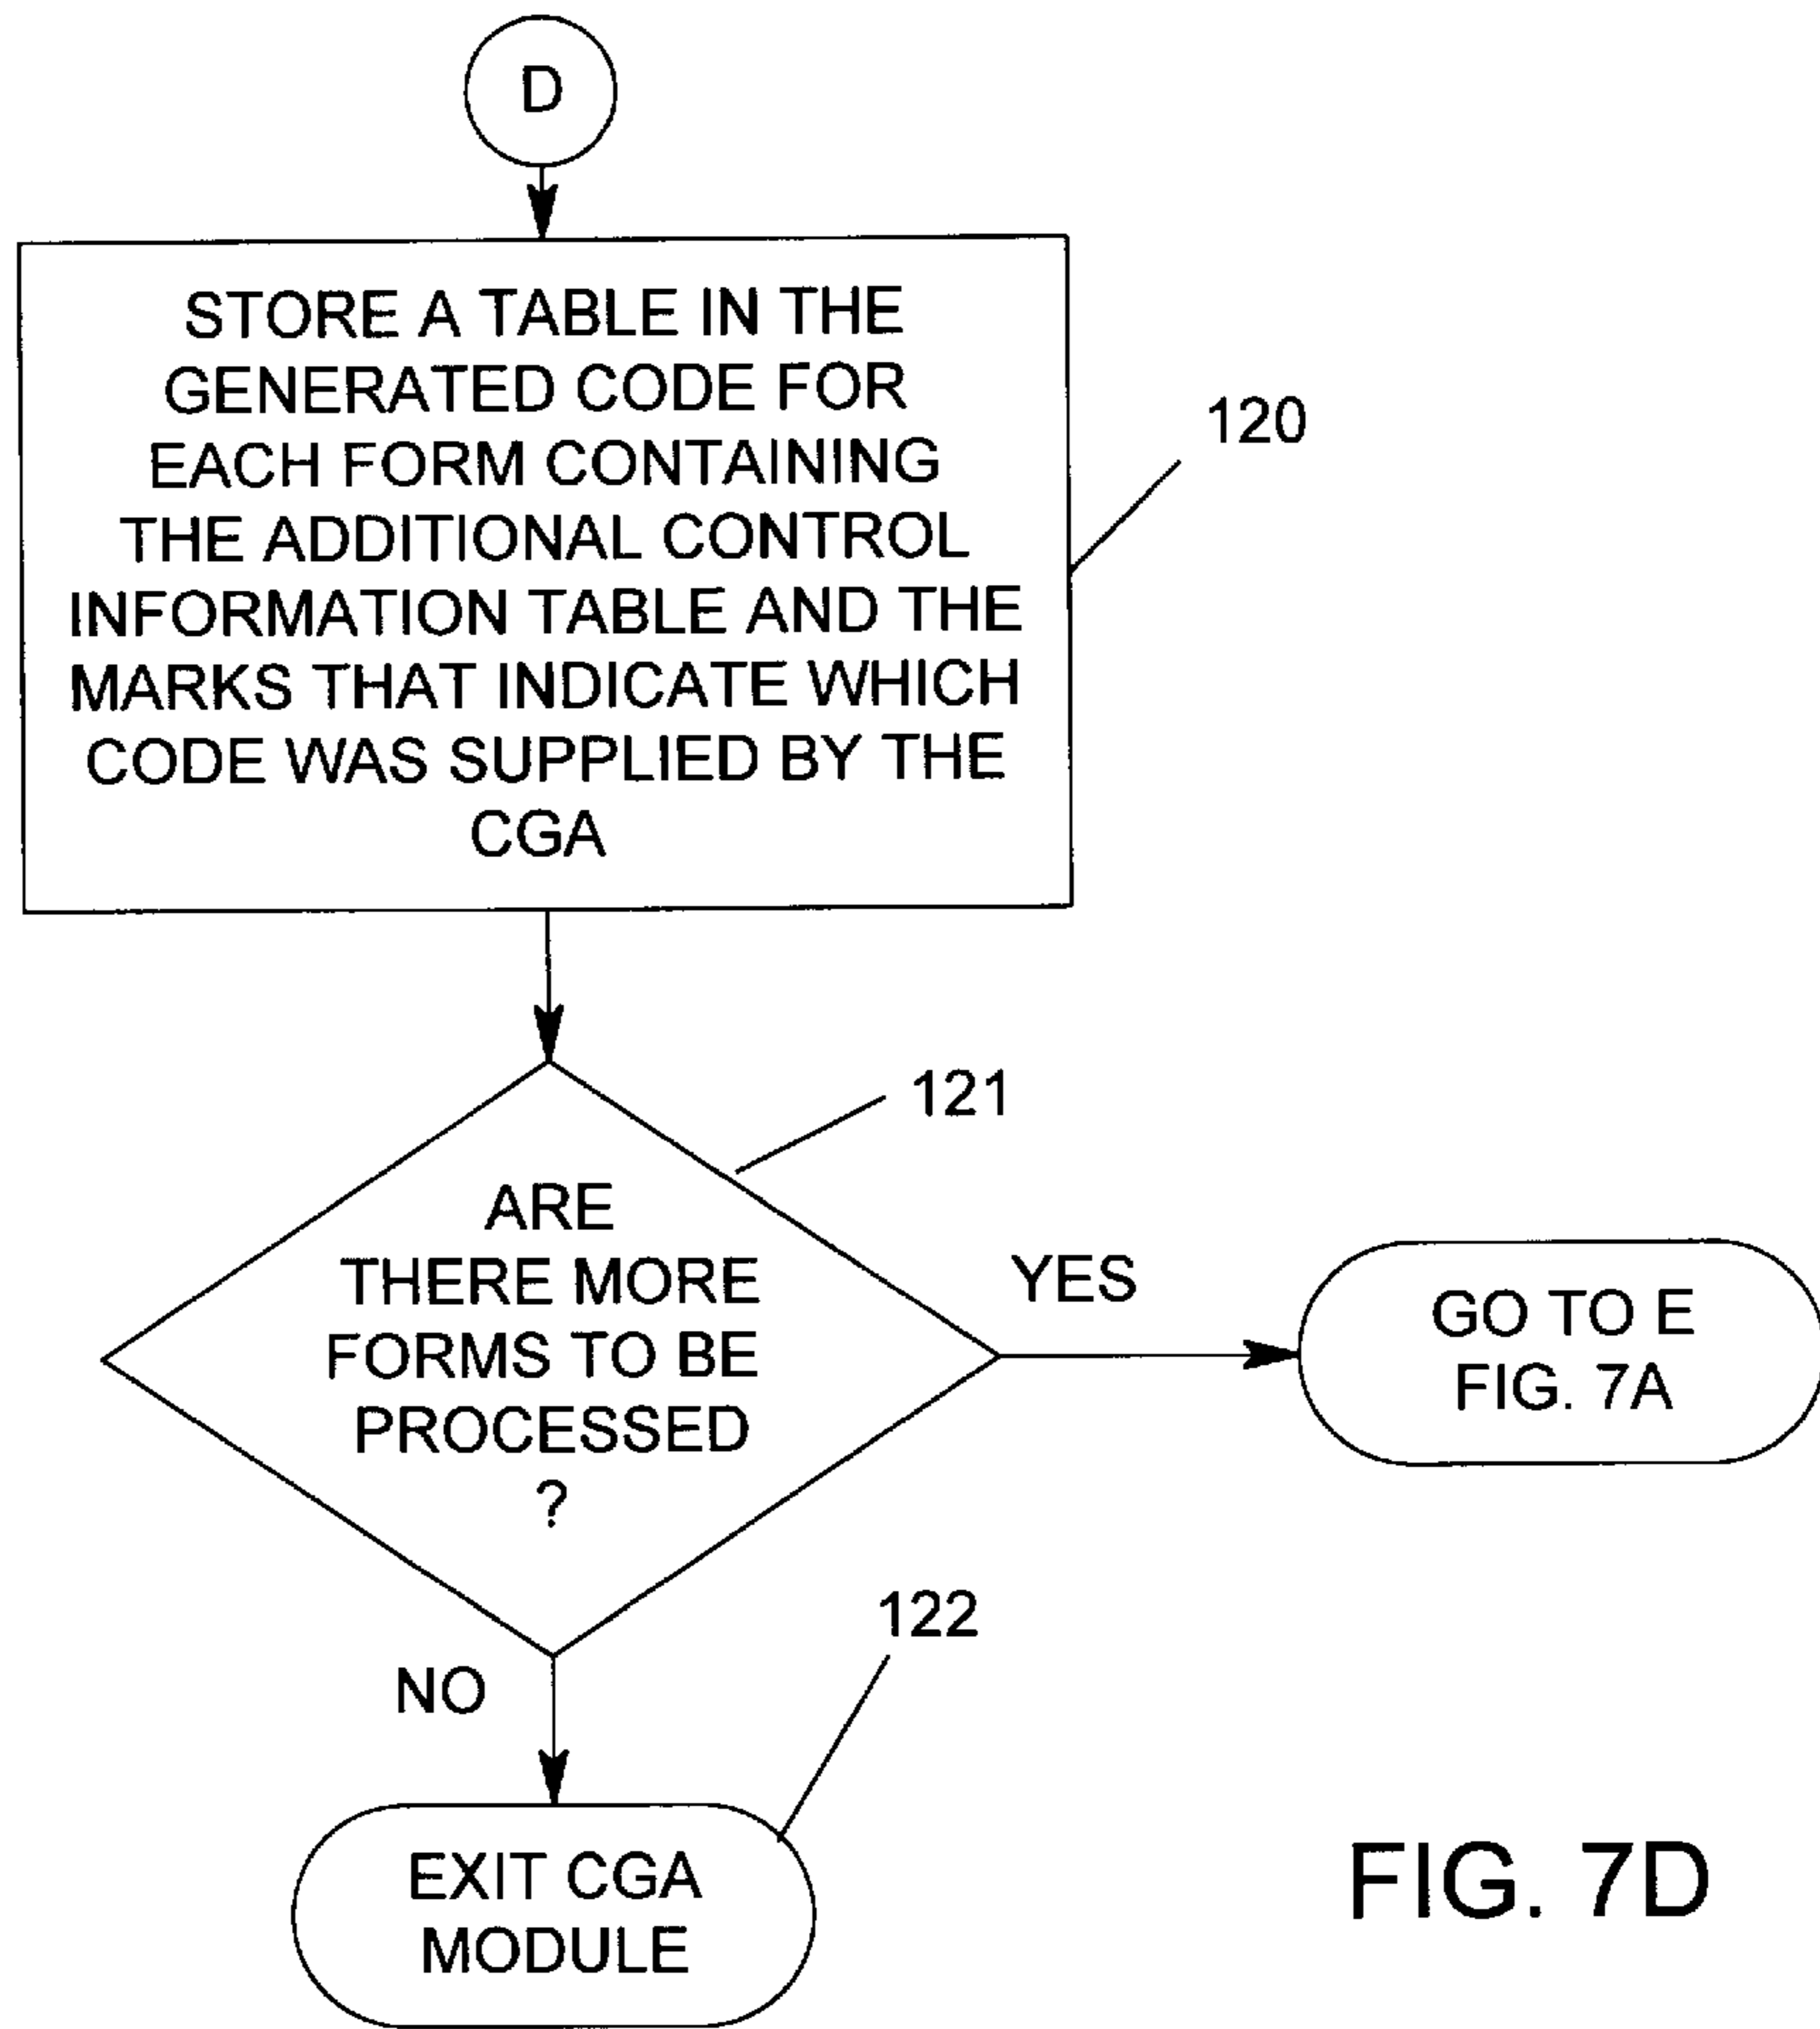 D
STORE A TABLE IN THE
GENERATED CODE FOR
EACH FORM CONTAINING
THE ADDITIONAL CONTROL
INFORMATION TABLE AND THE
MARKS THAT INDICATE WHICH
CODE WAS SUPPLIED BY THE
CGA
120
121
ARE
THERE MORE
FORMS TO BE
PROCESSED
?
YES
GO TO E
FIG. 7A
NO
122
EXIT CGA
MODULE
FIG. 7D